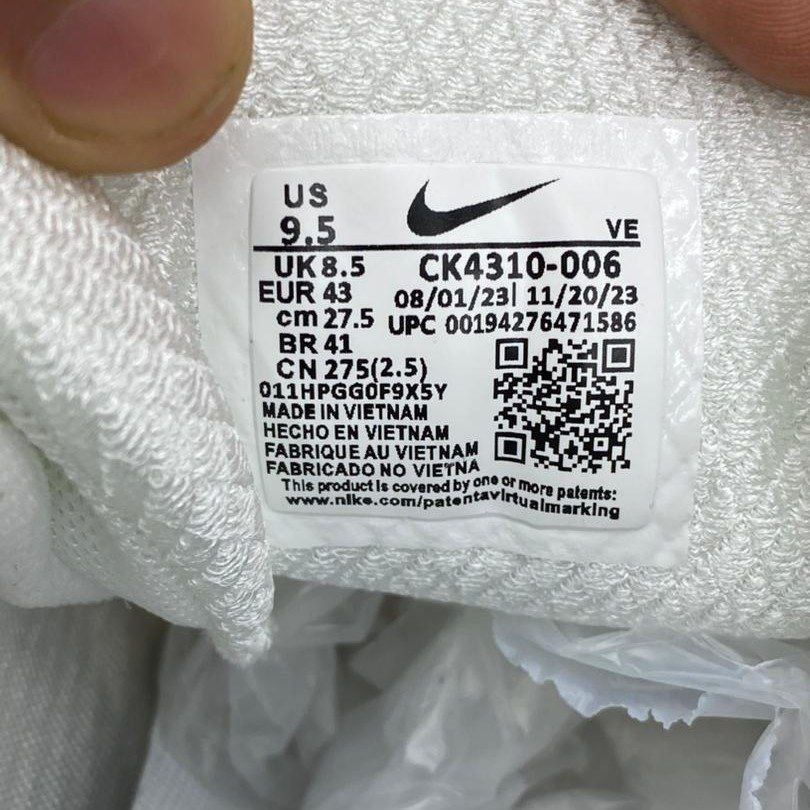 US
9.5
VE
UK 8.5
CK4310-006
EUR 43
08/01/23| 11/20/23
cm 27.5
UPC 00194276471586
BR 41
CN 275(2.5)
011HPGG0F9X5Y
MADE IN VIETNAM
HECHO EN VIETNAM
FABRIQUE AU VIETNAM
FABRICADO NO VIETNA
This product is covered by one or more patents:
www.nike.com/patentavirtualmarking